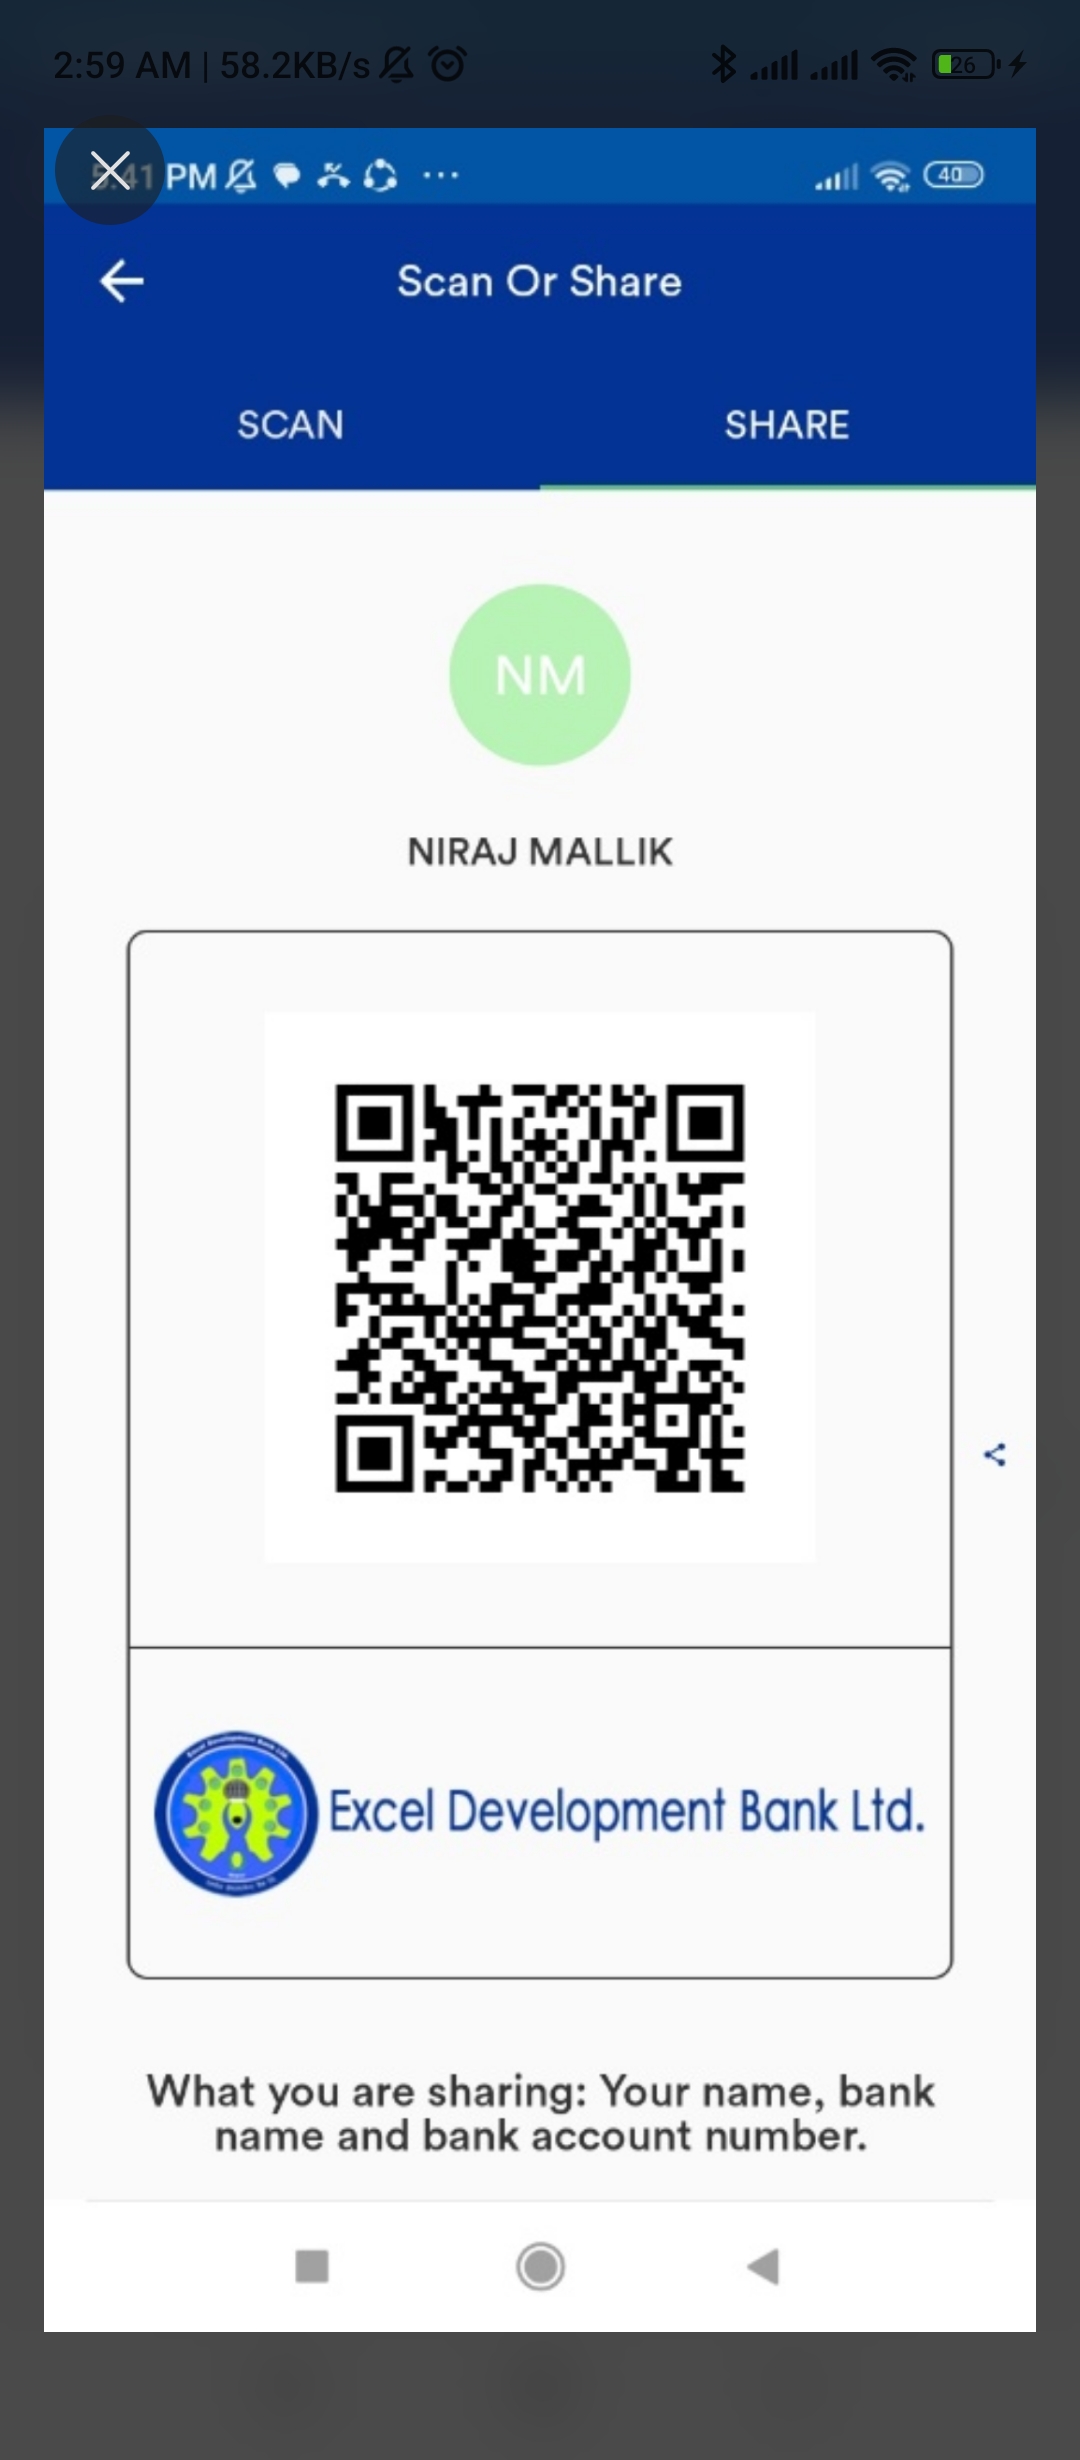 2:59 AM | 58.2KB/s
26
PM
40
Scan Or Share
SCAN
SHARE
NM
NIRAJ MALLIK
Excel Development Bank Ltd.
What you are sharing: Your name, bank
name and bank account number.